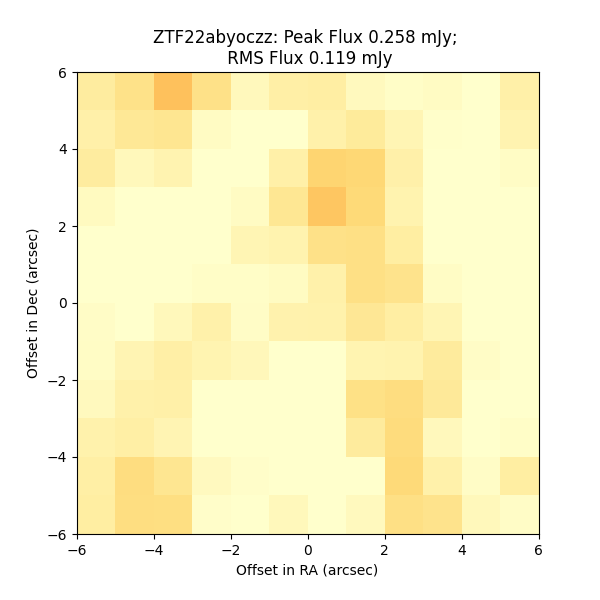 ZTF22abyoczz: Peak Flux 0.258 mJy;
RMS Flux 0.119 mJy
6
4
2
0
−2
−4
−6
Offset in Dec (arcsec)
−6 −4 −2 0 2 4 6
Offset in RA (arcsec)